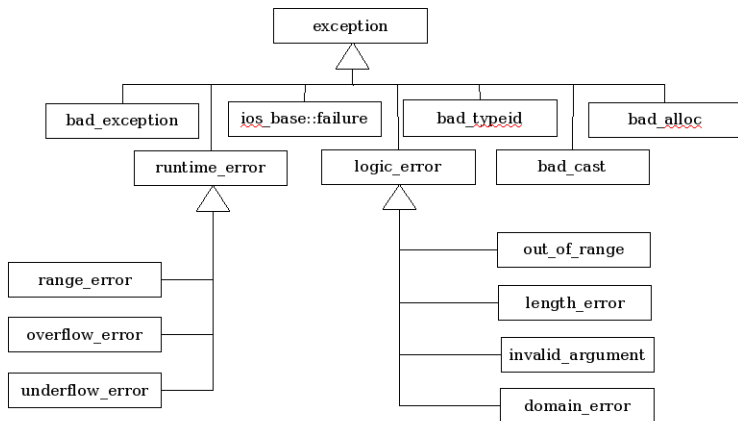 exception
bad_exception
ios_base::failure
bad_typeid
bad_alloc
runtime_error
logic_error
bad_cast
range_error
overflow_error
underflow_error
out_of_range
length_error
invalid_argument
domain_error